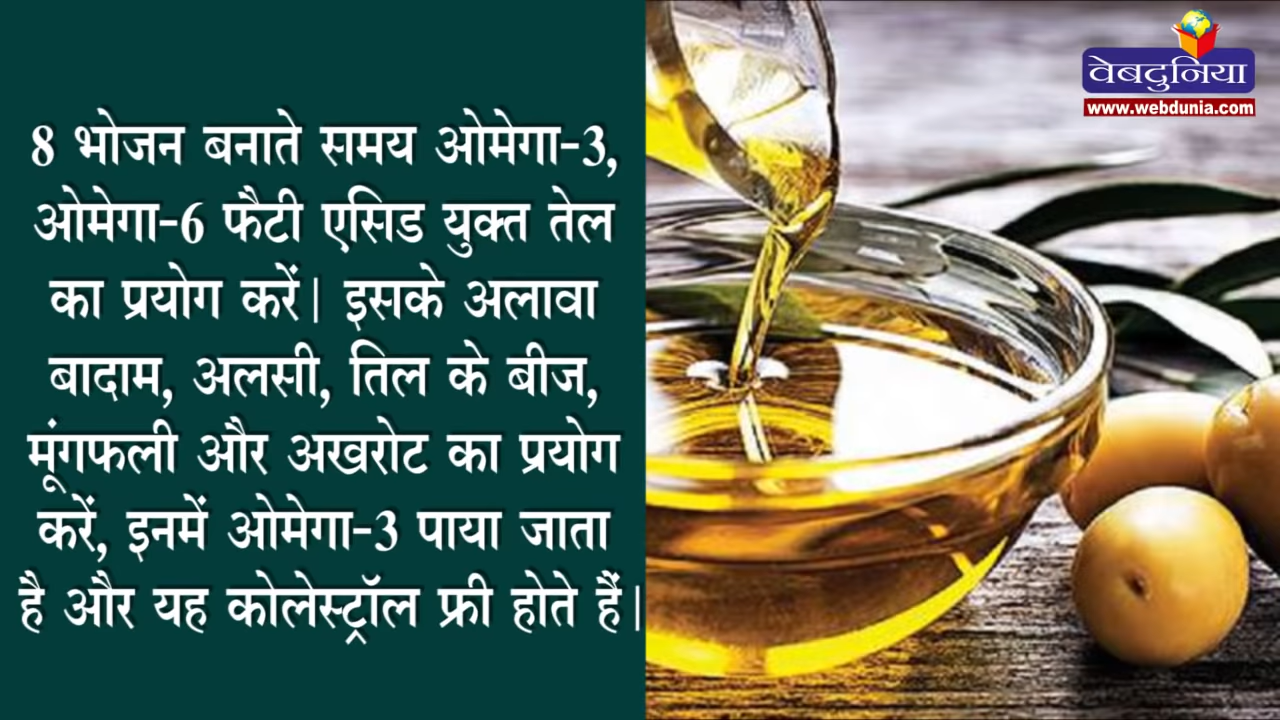 8 भोजन बनाते समय ओमेगा-3,
ओमेगा-6 फैटी एसिड युक्त तेल
का प्रयोग करें। इसके अलावा
बादाम, अलसी, तिल के बीज,
मूंगफली और अखरोट का प्रयोग
करें, इनमें ओमेगा-3 पाया जाता
है और यह कोलेस्ट्रॉल फ्री होते हैं।
वेबदुनिया
www.webdunia.com